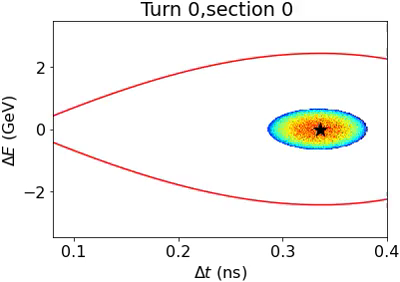 Turn 0,section 0
ΔE (GeV)
2
0
−2
0.1 0.2 0.3 0.4
Δt (ns)